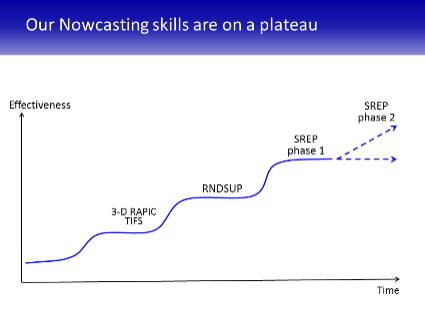 Our Nowcasting skills are on a plateau
Effectiveness
SREP
phase 2
SREP
phase 1
RNDSUP
3-D RAPIC
TIFS
Time